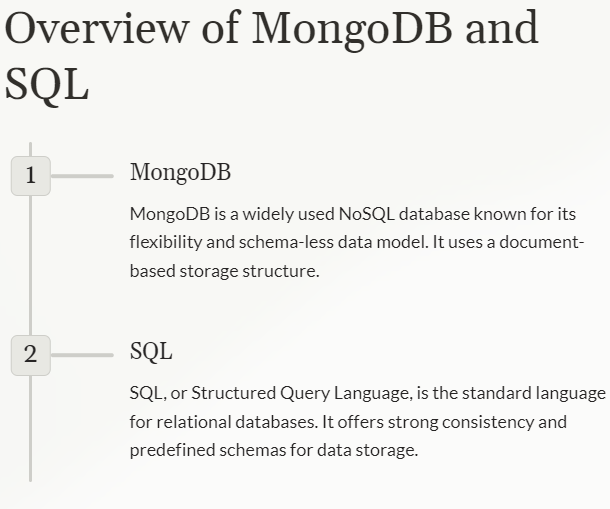 Overview of MongoDB and
SQL
1
MongoDB
MongoDB is a widely used NoSQL database known for its
flexibility and schema-less data model. It uses a document-
based storage structure.
2
SQL
SQL, or Structured Query Language, is the standard language
for relational databases. It offers strong consistency and
predefined schemas for data storage.